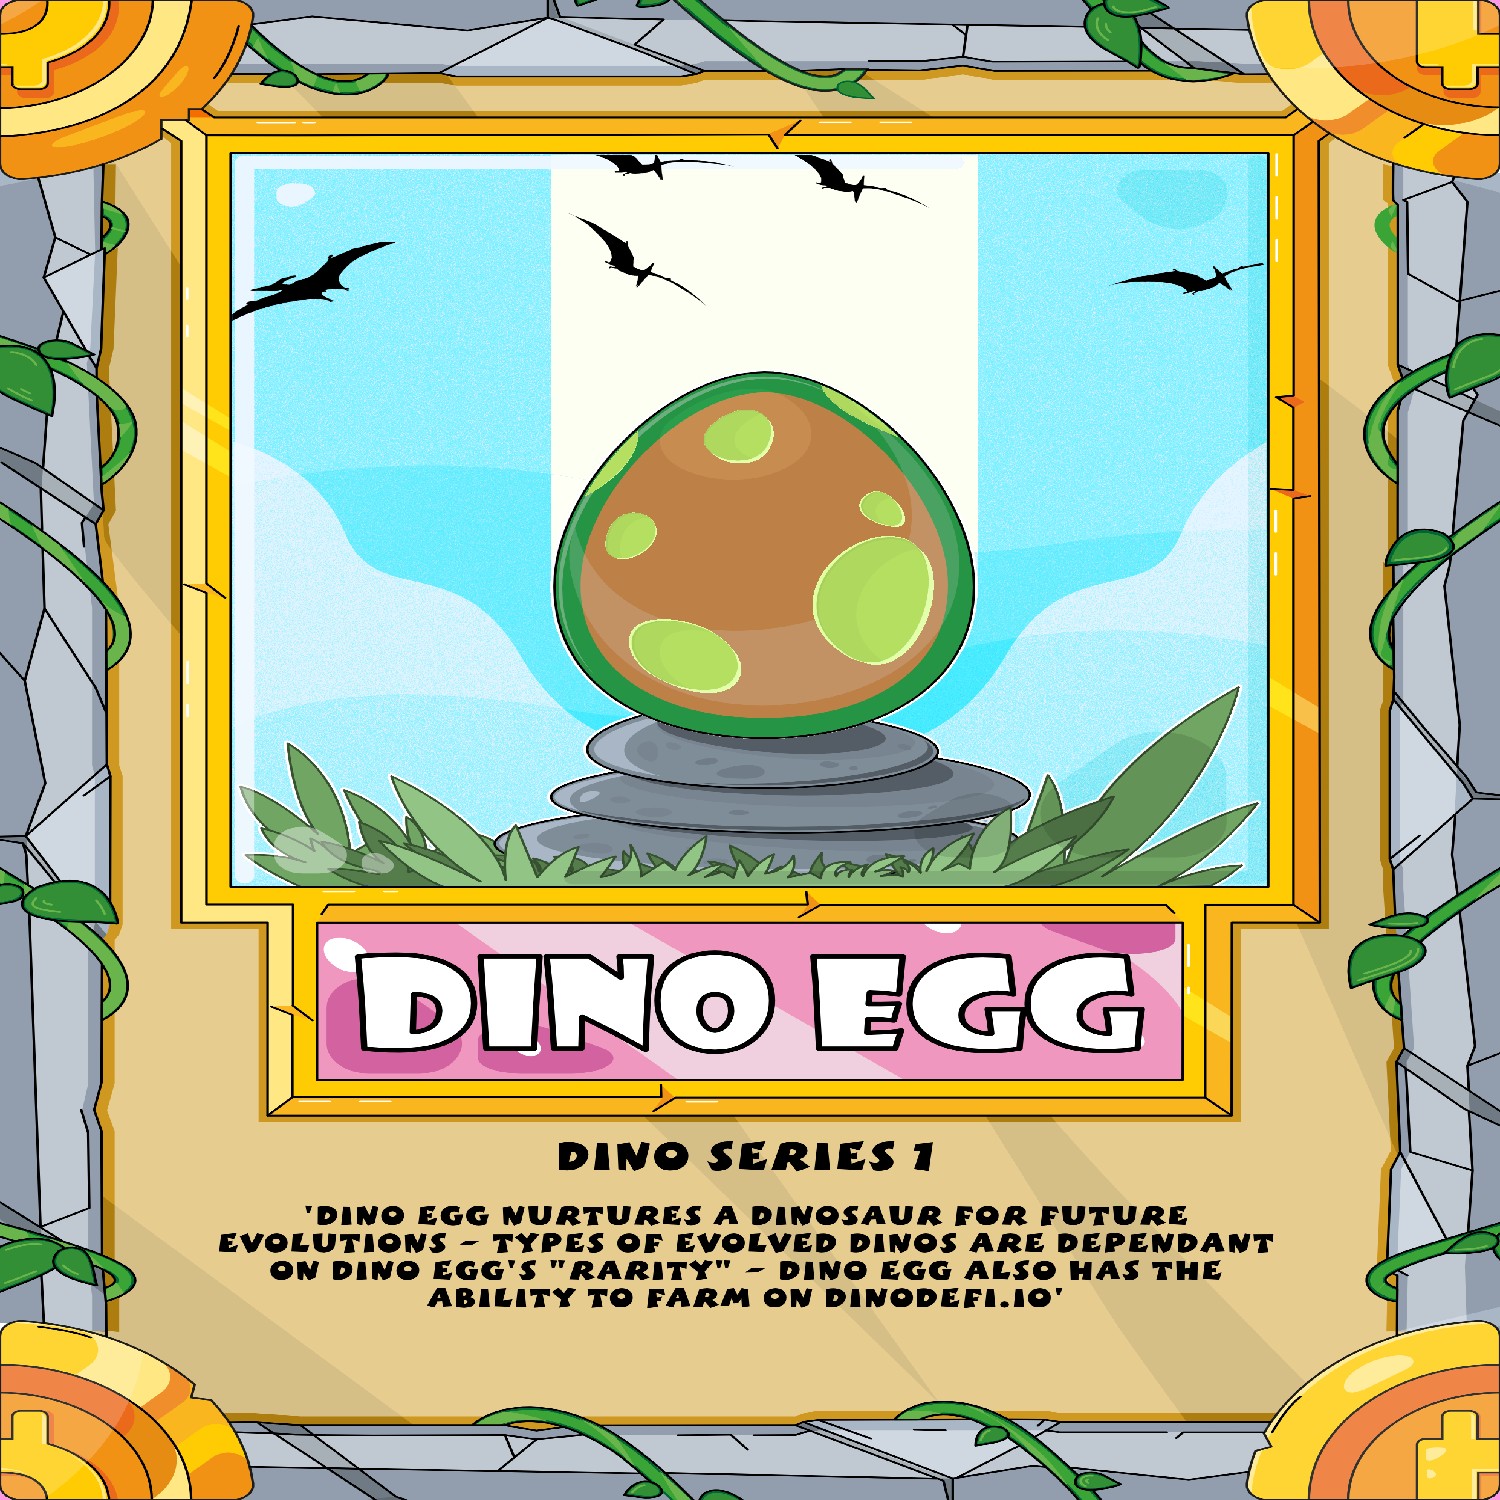 DINO EGG
DINO SERIES 1
'DINO EGG NURTURES A DINOSAUR FOR FUTURE
EVOLUTIONS - TYPES OF EVOLVED DINOS ARE DEPENDANT
ON DINO EGG'S "RARITY" - DINO EGG ALSO HAS THE
ABILITY TO FARM ON DINODEFI.IO'